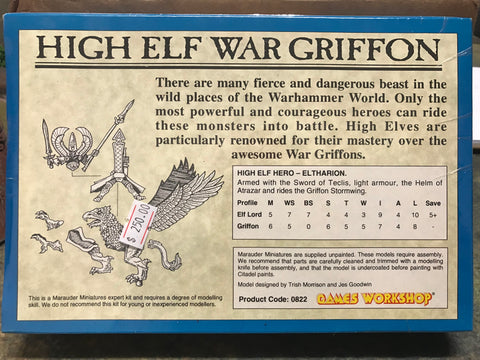 HIGH ELF WAR GRIFFON
There are many fierce and dangerous beast in the
wild places of the Warhammer World. Only the
most powerful and courageous heroes can ride
these monsters into battle. High Elves are
particularly renowned for their mastery over the
awesome War Griffons.
HIGH ELF HERO – ELTHARION.
Armed with the Sword of Teclis, light armour, the Helm of
Atrazar and rides the Griffon Stormwing.
Profile M WS BS S T W I A L Save
Elf Lord 5 7 7 4 4 3 9 4 10 5+
Griffon 6 5 0 6 5 5 7 4 8
$ 250.00
Marauder Miniatures are supplied unpainted. These models require assembly.
We recommend that parts are carefully cleaned and trimmed with a modelling
knife before assembly, and that the model is undercoated before painting with
Citadel paints.
Model designed by Trish Morrison and Jes Goodwin
This is a Marauder Miniatures expert kit and requires a degree of modelling
skill. We do not recommend this kit for young or inexperienced modellers.
Product Code: 0822
GAMES WORKSHOP